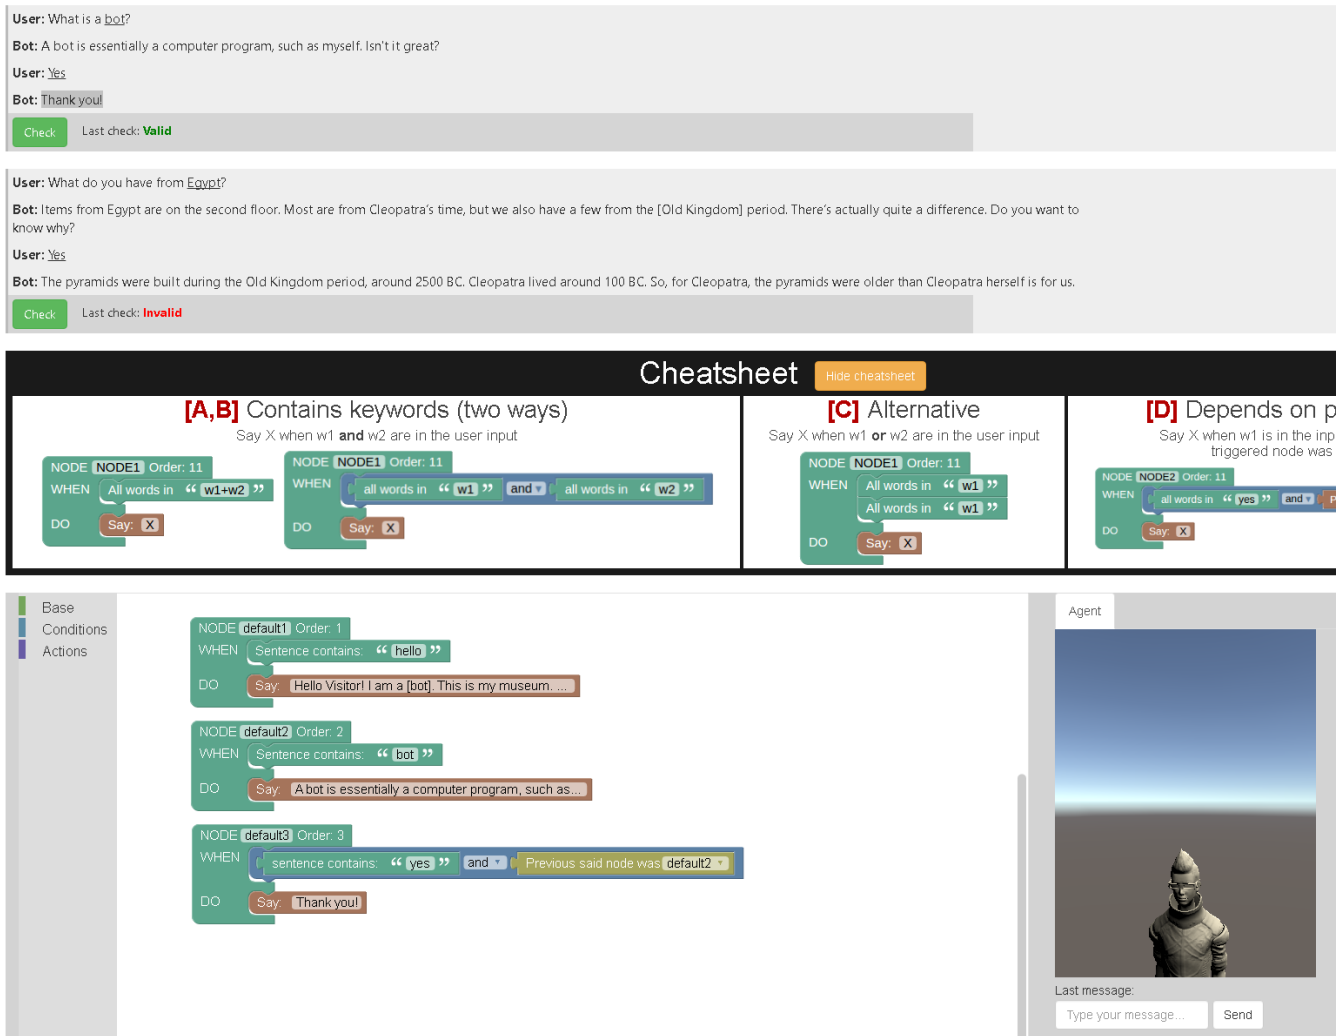 User: What is a bot?
Bot: A bot is essentially a computer program, such as myself. Isn't it great?
User: Yes
Bot: Thank you!
Check Last check: Valid
User: What do you have from Egypt?
Bot: Items from Egypt are on the second floor. Most are from Cleopatra's time, but we also have a few from the [Old Kingdom] period. There's actually quite a difference. Do you want to
know why?
User: Yes
Bot: The pyramids were built during the Old Kingdom period, around 2500 BC. Cleopatra lived around 100 BC. So, for Cleopatra, the pyramids were older than Cleopatra herself is for us.
Check Last check: Invalid
Cheatsheet Hide cheatsheet
[A,B] Contains keywords (two ways)
Say X when w1 and w2 are in the user input
NODE NODE1 Order: 11
WHEN All words in “ w1+w2 ”
DO Say: X
NODE NODE1 Order: 11
WHEN all words in “ w1 ” and all words in “ w2 ”
DO Say: X
[C] Alternative
Say X when w1 or w2 are in the user input
NODE NODE1 Order: 11
WHEN All words in “ w1 ”
All words in “ w1 ”
DO Say: X
[D] Depends on p
Say X when w1 is in the inp
triggered node was
NODE NODE2 Order: 11
WHEN all words in “ yes ” and P
DO Say: X
Base
Conditions
Actions
NODE default1 Order: 1
WHEN Sentence contains: “ hello ”
DO Say: Hello Visitor! I am a [bot]. This is my museum. ...
NODE default2 Order: 2
WHEN Sentence contains: “ bot ”
DO Say: A bot is essentially a computer program, such as...
NODE default3 Order: 3
WHEN sentence contains: “ yes ” and Previous said node was default2
DO Say: Thank you!
Agent
Last message:
Type your message... Send